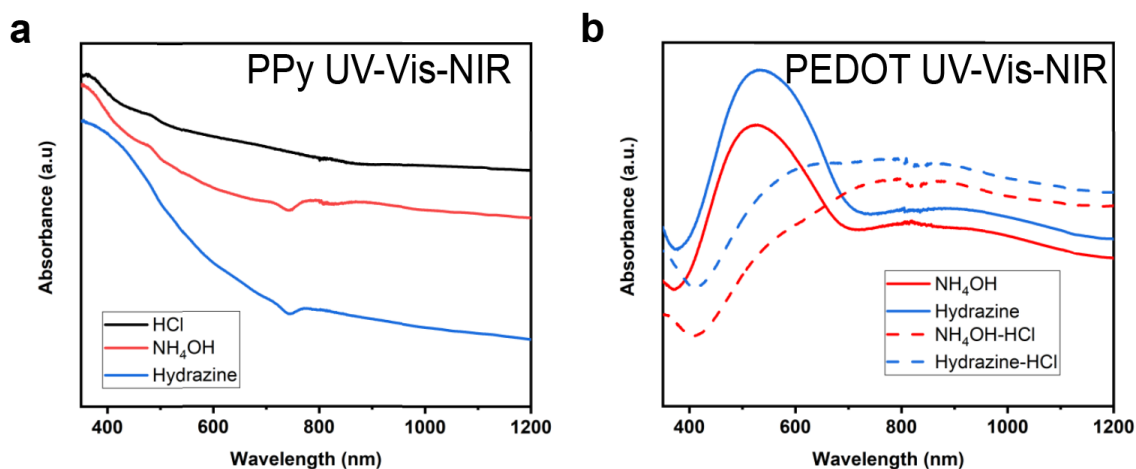 a
PPy UV-Vis-NIR
Absorbance (a.u)
HCl
NH₄OH
Hydrazine
400 600 800 1000 1200
Wavelength (nm)
b
PEDOT UV-Vis-NIR
Absorbance (a.u.)
NH₄OH
Hydrazine
NH₄OH-HCl
Hydrazine-HCl
400 600 800 1000 1200
Wavelength (nm)